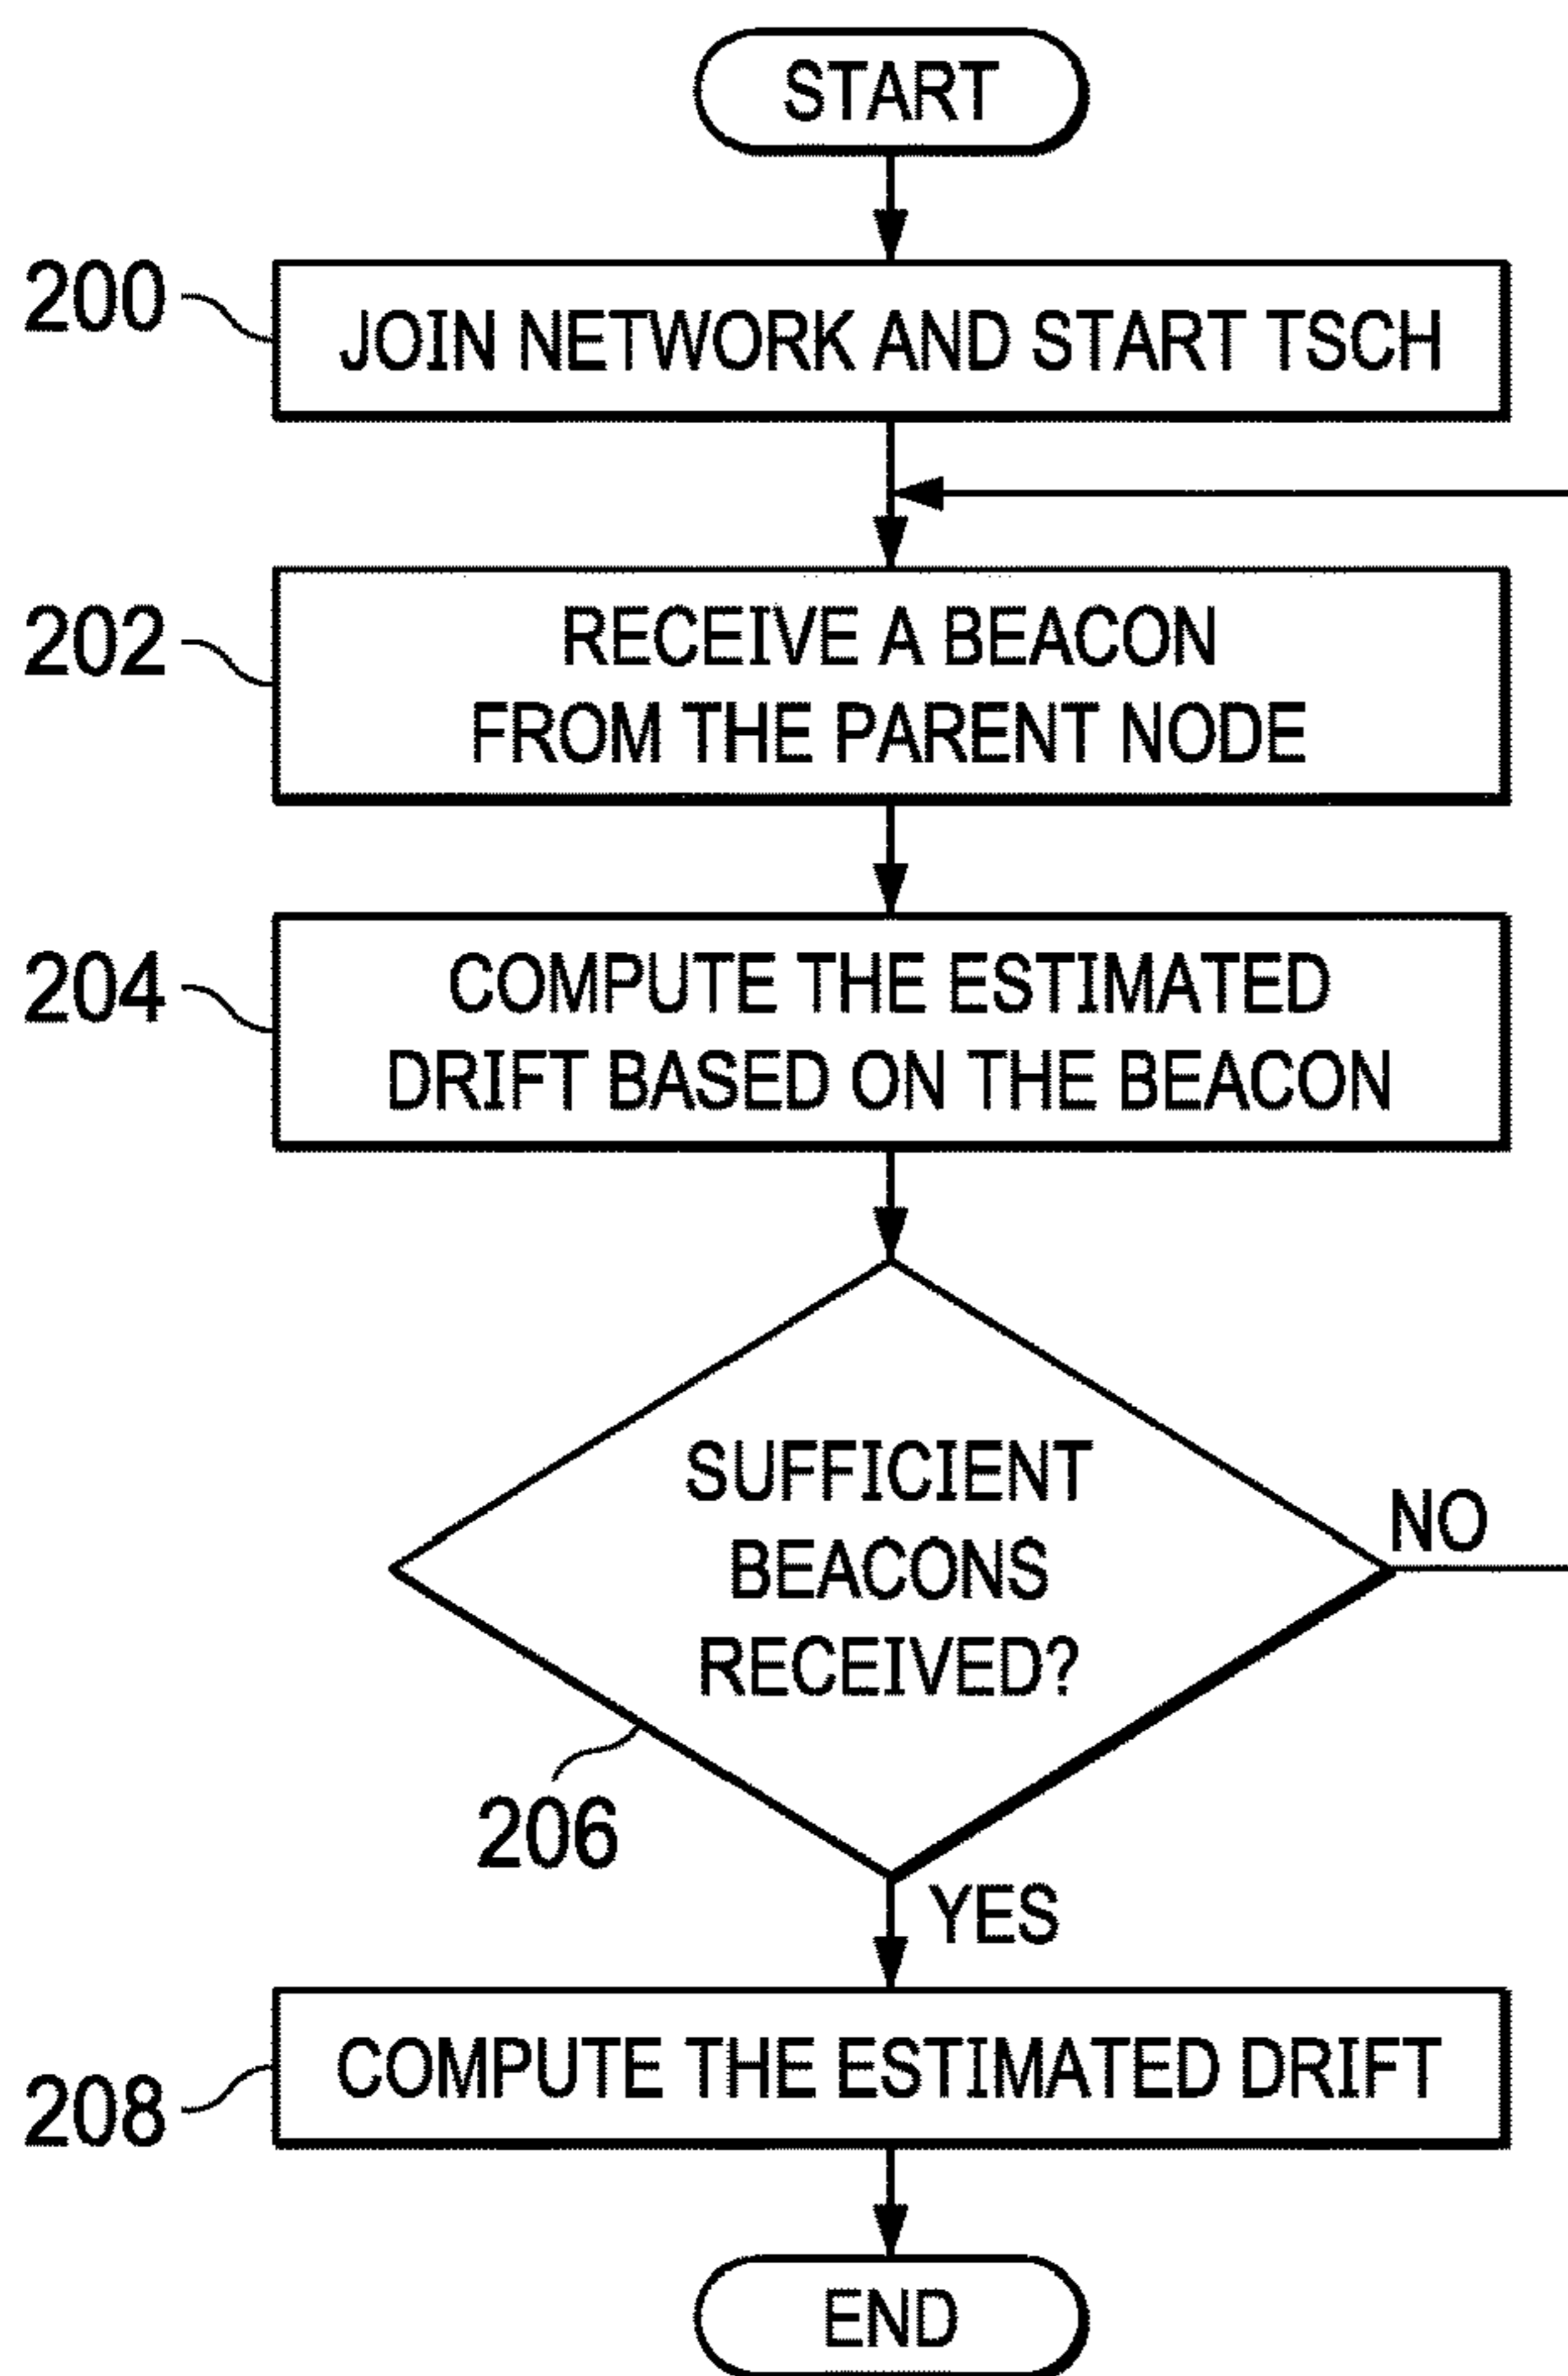 START
200
JOIN NETWORK AND START TSCH
202
RECEIVE A BEACON
FROM THE PARENT NODE
204
COMPUTE THE ESTIMATED
DRIFT BASED ON THE BEACON
SUFFICIENT
BEACONS
RECEIVED?
NO
206
YES
208
COMPUTE THE ESTIMATED DRIFT
END